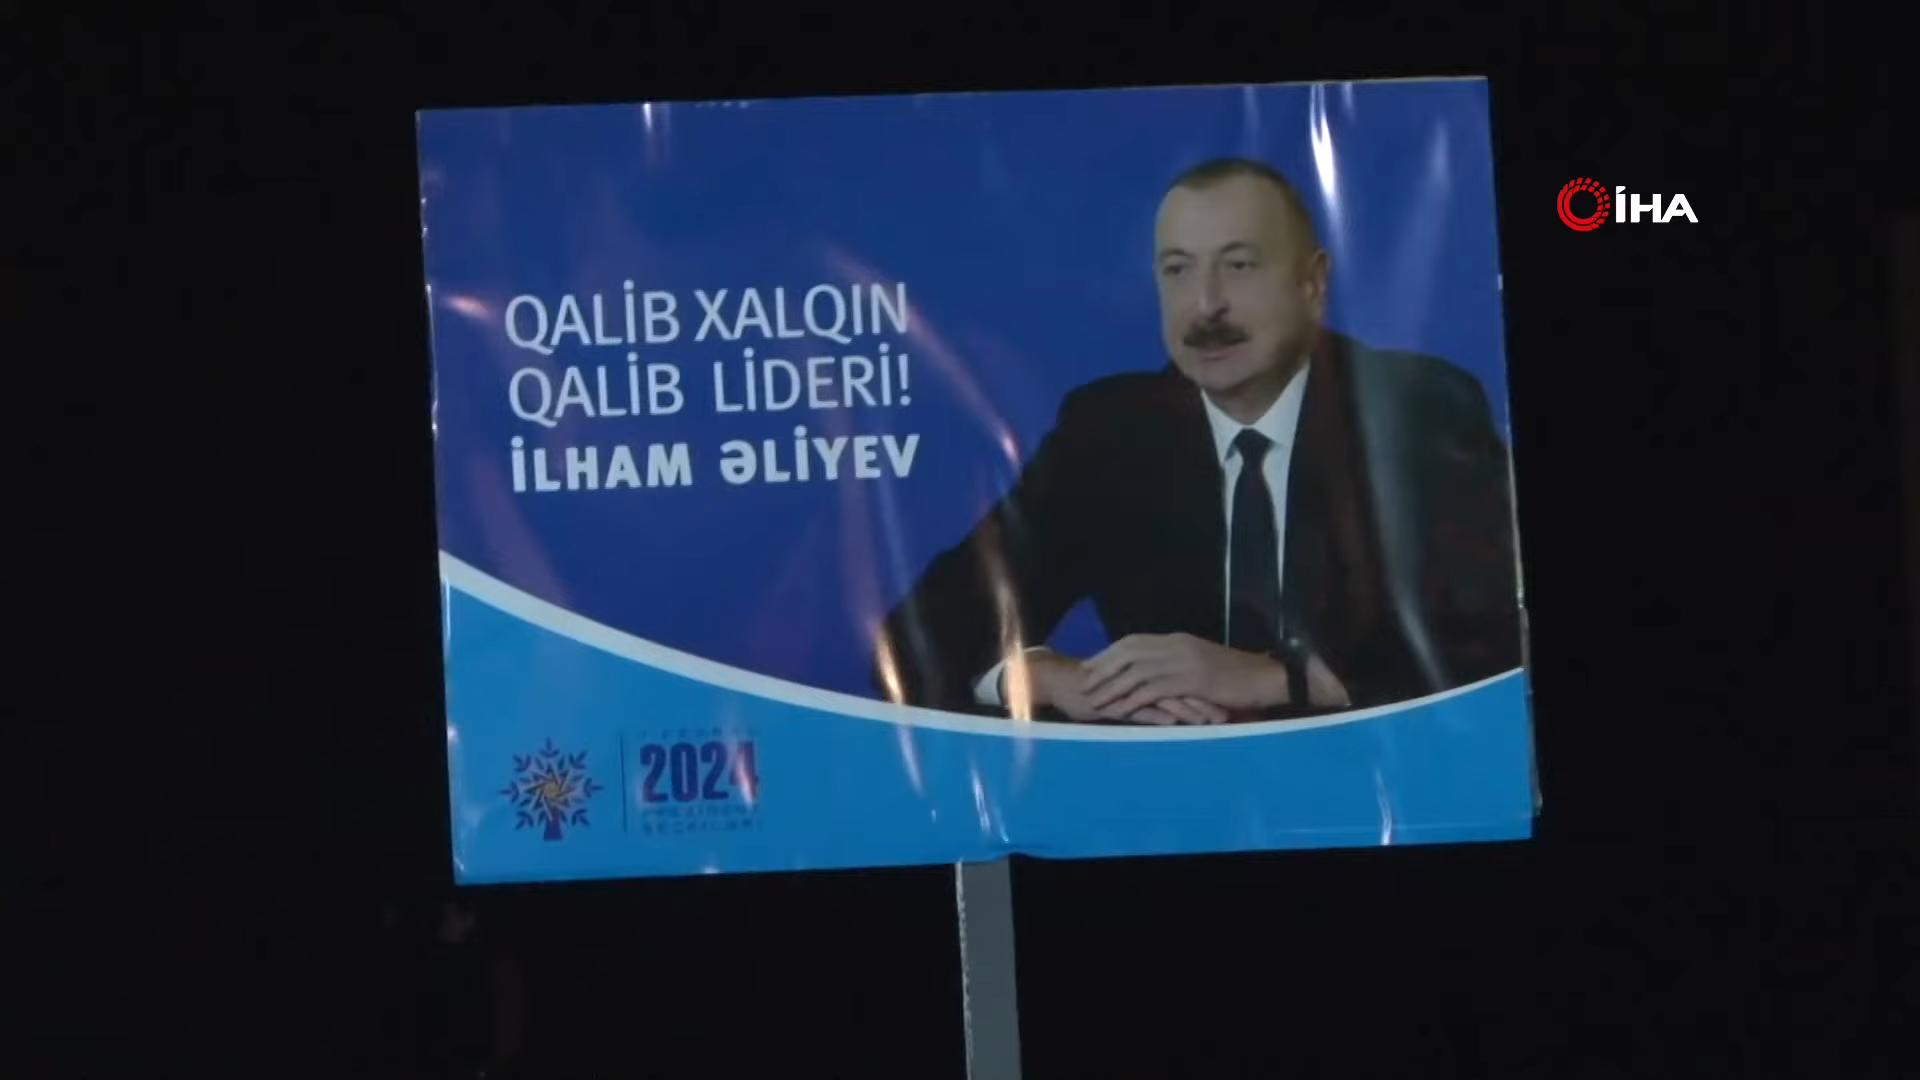 İHA
QALİB XALQIN
QALİB LİDERİ!
İLHAM ƏLİYEV
2024